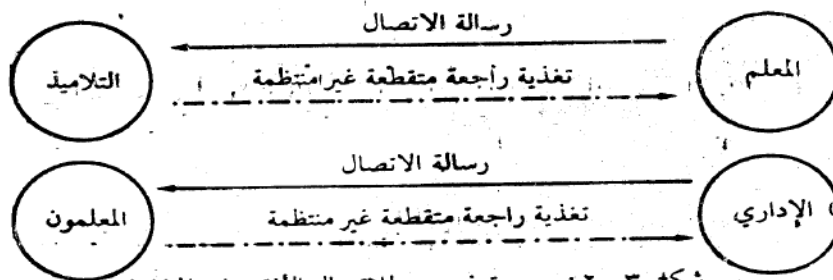 رسالة الاتصال
المعلم
التلاميذ
تغذية راجعة متقطعة غير منتظمة
رسالة الاتصال
الإداري
المعلمون
تغذية راجعة متقطعة غير منتظمة